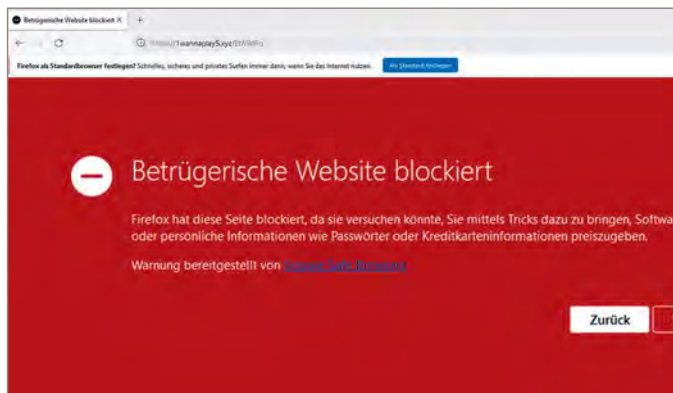 Betrügerische Website blockiert
1wannaplay5.xyz/
Firefox als Standardbrowser festlegen? Schnelles, sicheres und privates Surfen immer dann, wenn Sie das Internet nutzen. Als Standard festlegen
Betrügerische Website blockiert
Firefox hat diese Seite blockiert, da sie versuchen könnte, Sie mittels Tricks dazu zu bringen, Softwa
oder persönliche Informationen wie Passwörter oder Kreditkarteninformationen preiszugeben.
Warnung bereitgestellt von Google Safe Browsing
Zurück